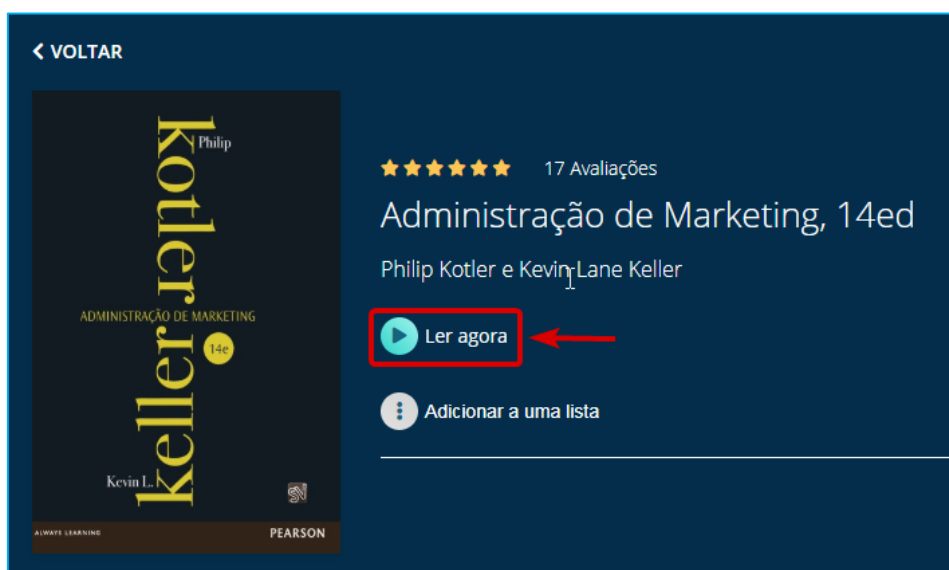 VOLTAR
Philip
kotler
ADMINISTRAÇÃO DE MARKETING
14e
keller
Kevin L.
ALWAYS LEARNING
PEARSON
17 Avaliações
Administração de Marketing, 14ed
Philip Kotler e Kevin Lane Keller
Ler agora
Adicionar a uma lista